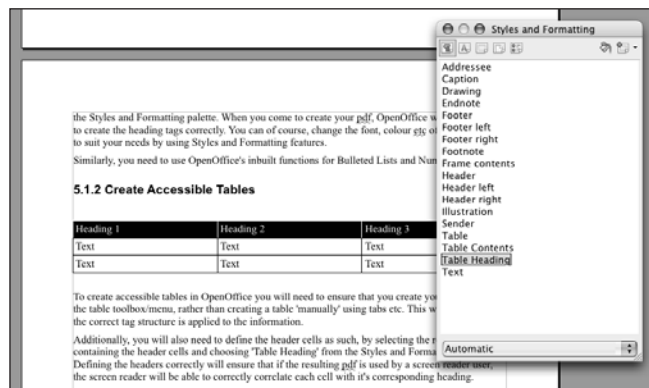 the Styles and Formatting palette. When you come to create your pdf, OpenOffice w
to create the heading tags correctly. You can of course, change the font, colour etc of
to suit your needs by using Styles and Formatting features.
Similarly, you need to use OpenOffice's inbuilt functions for Bulleted Lists and Num
5.1.2 Create Accessible Tables
Heading 1 Heading 2 Heading 3
Text Text Text
Text Text Text
To create accessible tables in OpenOffice you will need to ensure that you create yo
the table toolbox/menu, rather than creating a table 'manually' using tabs etc. This w
the correct tag structure is applied to the information.
Additionally, you will also need to define the header cells as such, by selecting the r
containing the header cells and choosing 'Table Heading' from the Styles and Forma
Defining the headers correctly will ensure that if the resulting pdf is used by a screen reader user,
the screen reader will be able to correctly correlate each cell with it's corresponding heading.
Styles and Formatting
Addressee
Caption
Drawing
Endnote
Footer
Footer left
Footer right
Footnote
Frame contents
Header
Header left
Header right
Illustration
Sender
Table
Table Contents
Table Heading
Text
Automatic